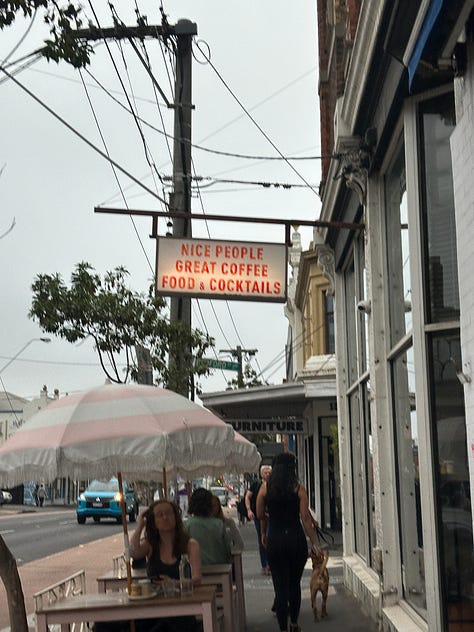 NICE PEOPLE
GREAT COFFEE
FOOD & COCKTAILS
FURNITURE